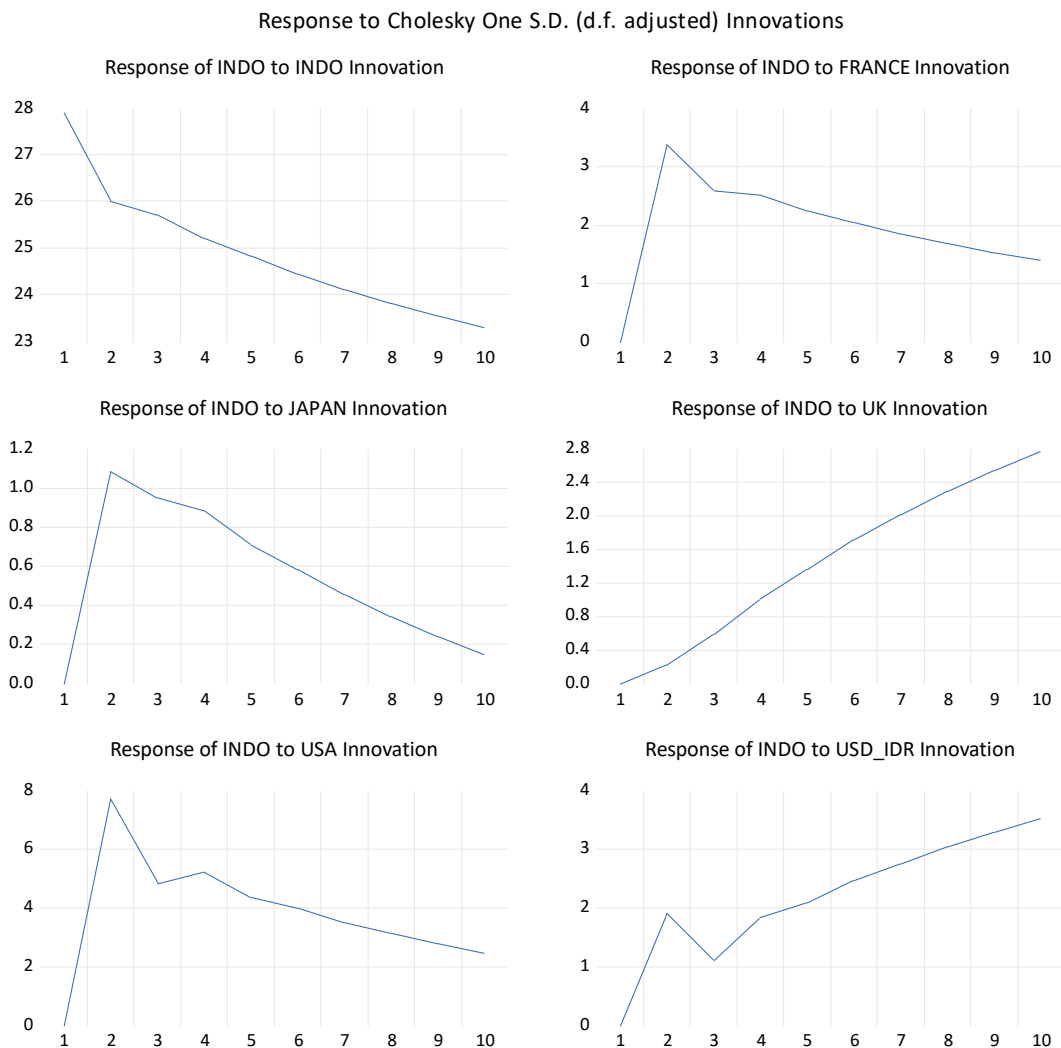 Response to Cholesky One S.D. (d.f. adjusted) Innovations
Response of INDO to INDO Innovation
28
27
26
25
24
23
1 2 3 4 5 6 7 8 9 10
Response of INDO to FRANCE Innovation
4
3
2
1
0
1 2 3 4 5 6 7 8 9 10
Response of INDO to JAPAN Innovation
1.2
1.0
0.8
0.6
0.4
0.2
0.0
1 2 3 4 5 6 7 8 9 10
Response of INDO to UK Innovation
2.8
2.4
2.0
1.6
1.2
0.8
0.4
0.0
1 2 3 4 5 6 7 8 9 10
Response of INDO to USA Innovation
8
6
4
2
0
1 2 3 4 5 6 7 8 9 10
Response of INDO to USD_IDR Innovation
4
3
2
1
0
1 2 3 4 5 6 7 8 9 10